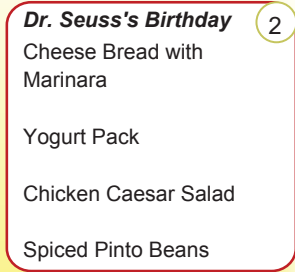 Dr. Seuss's Birthday
2
Cheese Bread with
Marinara
Yogurt Pack
Chicken Caesar Salad
Spiced Pinto Beans